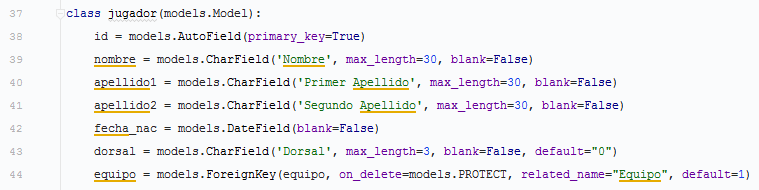 37 class jugador(models.Model):
38 id = models.AutoField(primary_key=True)
39 nombre = models.CharField('Nombre', max_length=30, blank=False)
40 apellido1 = models.CharField('Primer Apellido', max_length=30, blank=False)
41 apellido2 = models.CharField('Segundo Apellido', max_length=30, blank=False)
42 fecha_nac = models.DateField(blank=False)
43 dorsal = models.CharField('Dorsal', max_length=3, blank=False, default="0")
44 equipo = models.ForeignKey(equipo, on_delete=models.PROTECT, related_name="Equipo", default=1)